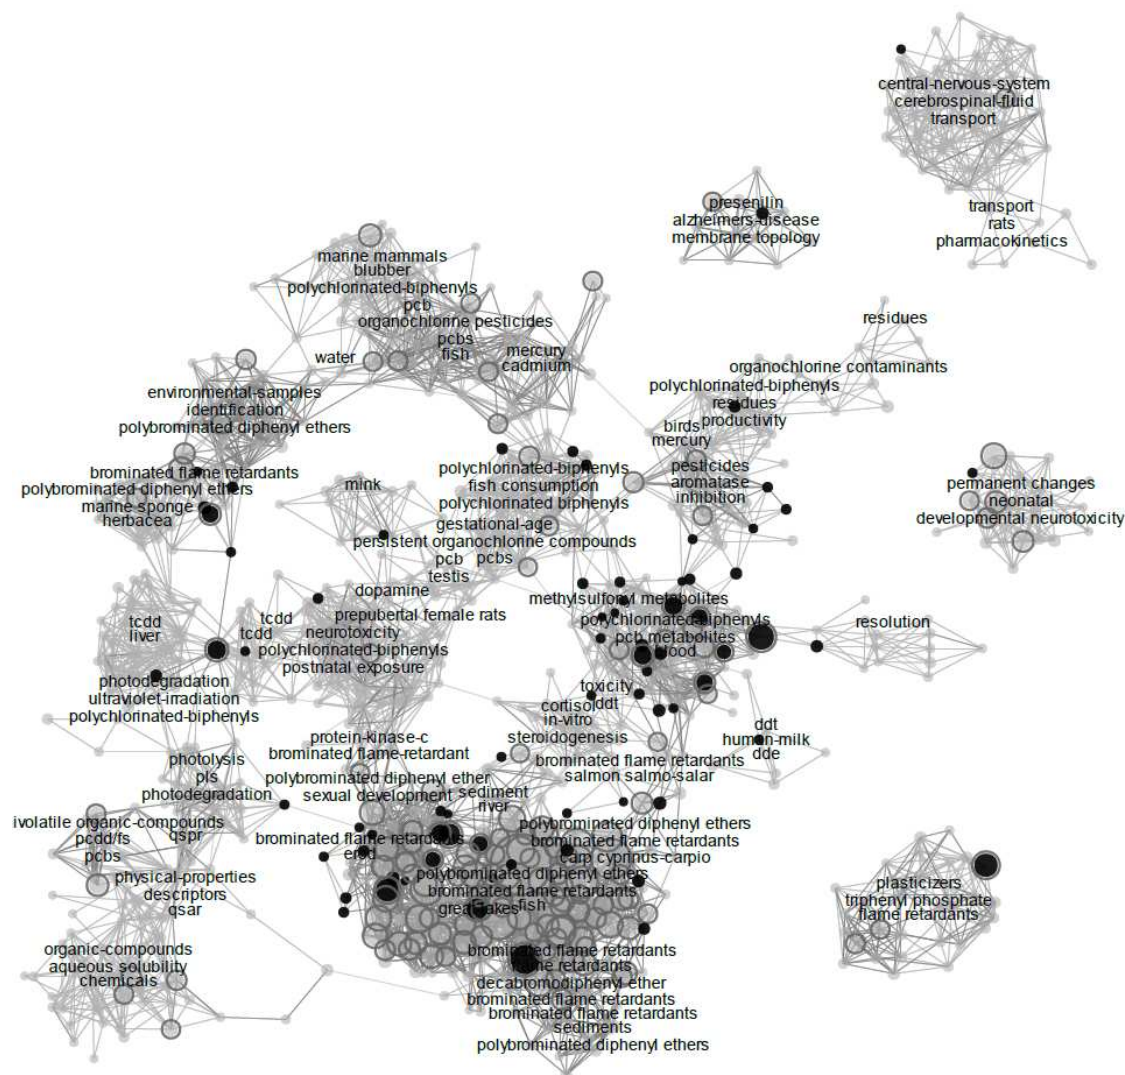 central-nervous-system
cerebrospinal-fluid
transport
transport
rats
pharmacokinetics
presenilin
alzheimers-disease
membrane topology
marine mammals
blubber
polychlorinated-biphenyls
pcb
organochlorine pesticides
pcbs
fish
water
mercury
cadmium
residues
organochlorine contaminants
polychlorinated-biphenyls
residues
productivity
birds
mercury
pesticides
aromatase
inhibition
environmental-samples
identification
polybrominated diphenyl ethers
brominated flame retardants
polybrominated diphenyl ethers
marine sponge
herbacea
mink
polychlorinated-biphenyls
fish consumption
polychlorinated biphenyls
gestational-age
persistent organochlorine compounds
pcb
pcbs
testis
dopamine
permanent changes
neonatal
developmental neurotoxicity
tcdd
liver
tcdd
tcdd
prepubertal female rats
neurotoxicity
polychlorinated-biphenyls
postnatal exposure
methylsulfonyl metabolites
polychlorinated-biphenyls
pcb metabolites
blood
resolution
photodegradation
ultraviolet-irradiation
polychlorinated-biphenyls
toxicity
cortisol
ddt
in-vitro
steroidogenesis
ddt
human-milk
dde
protein-kinase-c
brominated flame-retardant
photolysis
pls
photodegradation
polybrominated diphenyl ether
sexual development
sediment
river
brominated flame retardants
salmon salmo-salar
ivolatile organic-compounds
pcdd/fs
qspr
pcbs
brominated flame retardants
erod
polybrominated diphenyl ethers
brominated flame retardants
carp cyprinus-carpio
physical-properties
descriptors
qsar
polybrominated diphenyl ethers
brominated flame retardants
great-lakes
fish
plasticizers
triphenyl phosphate
flame retardants
organic-compounds
aqueous solubility
chemicals
brominated flame retardants
flame retardants
decabromodiphenyl ether
brominated flame retardants
brominated flame retardants
sediments
polybrominated diphenyl ethers